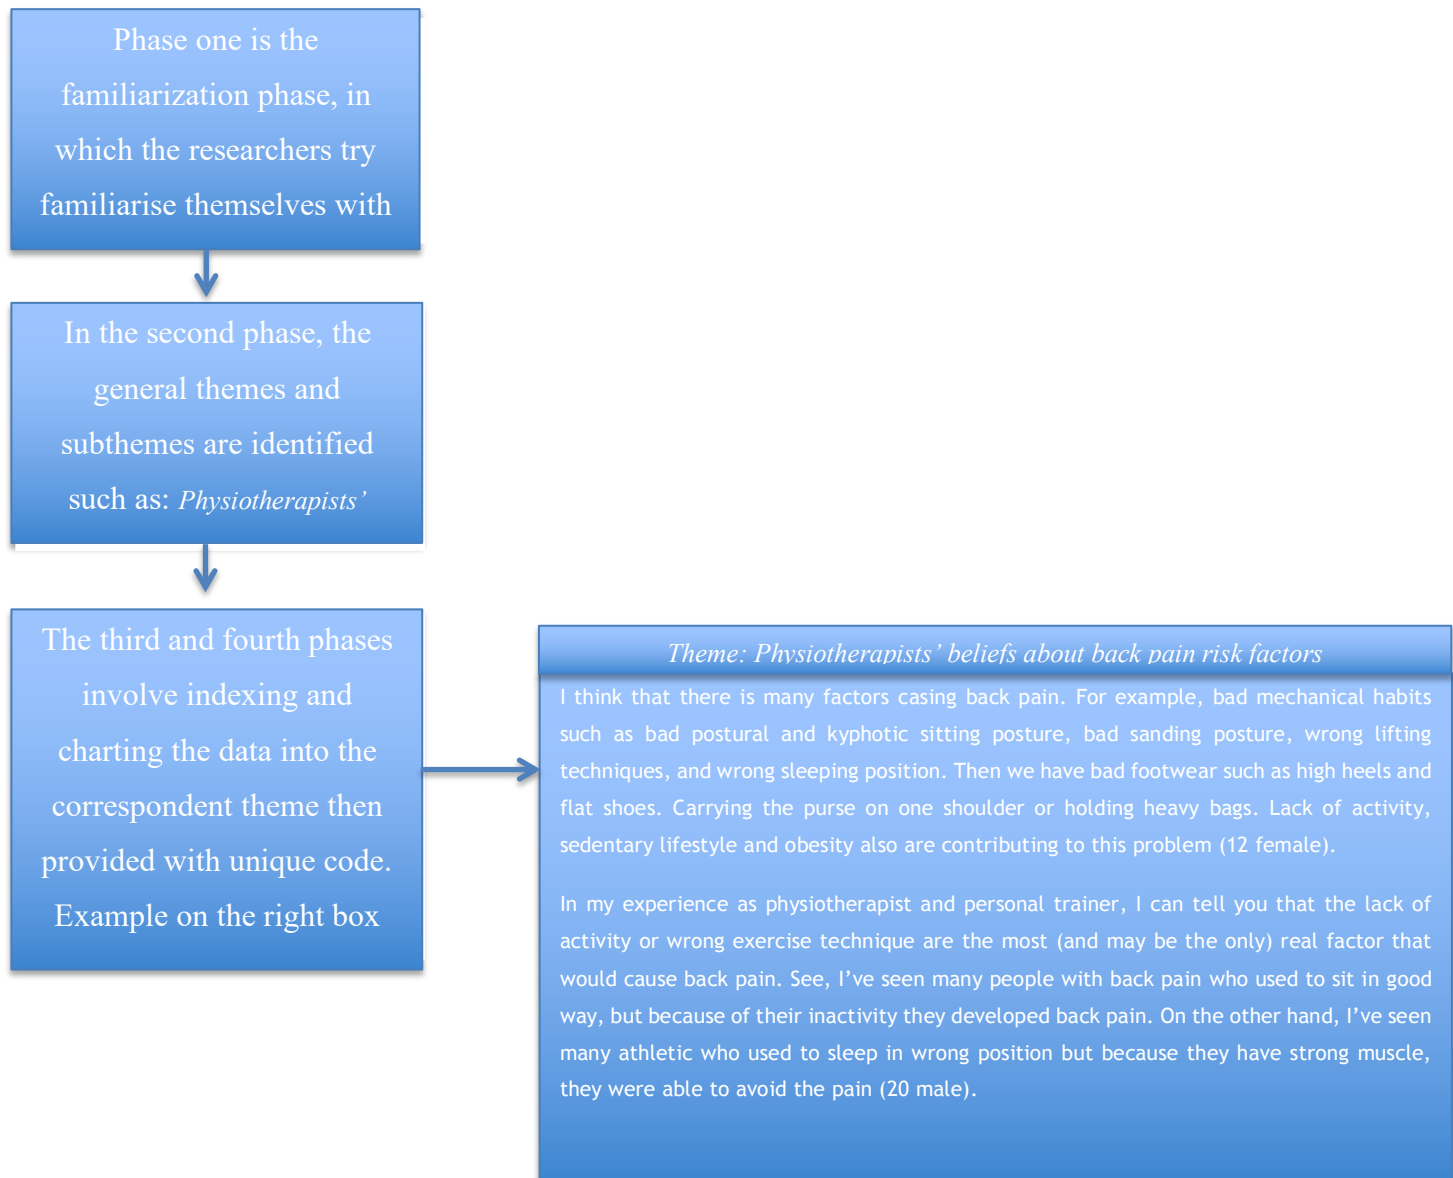 Phase one is the
familiarization phase, in
which the researchers try
familiarise themselves with
In the second phase, the
general themes and
subthemes are identified
such as: Physiotherapists’
The third and fourth phases
involve indexing and
charting the data into the
correspondent theme then
provided with unique code.
Example on the right box
Theme: Physiotherapists’ beliefs about back pain risk factors
I think that there is many factors casing back pain. For example, bad mechanical habits
such as bad postural and kyphotic sitting posture, bad sanding posture, wrong lifting
techniques, and wrong sleeping position. Then we have bad footwear such as high heels and
flat shoes. Carrying the purse on one shoulder or holding heavy bags. Lack of activity,
sedentary lifestyle and obesity also are contributing to this problem (12 female).
In my experience as physiotherapist and personal trainer, I can tell you that the lack of
activity or wrong exercise technique are the most (and may be the only) real factor that
would cause back pain. See, I’ve seen many people with back pain who used to sit in good
way, but because of their inactivity they developed back pain. On the other hand, I’ve seen
many athletic who used to sleep in wrong position but because they have strong muscle,
they were able to avoid the pain (20 male).